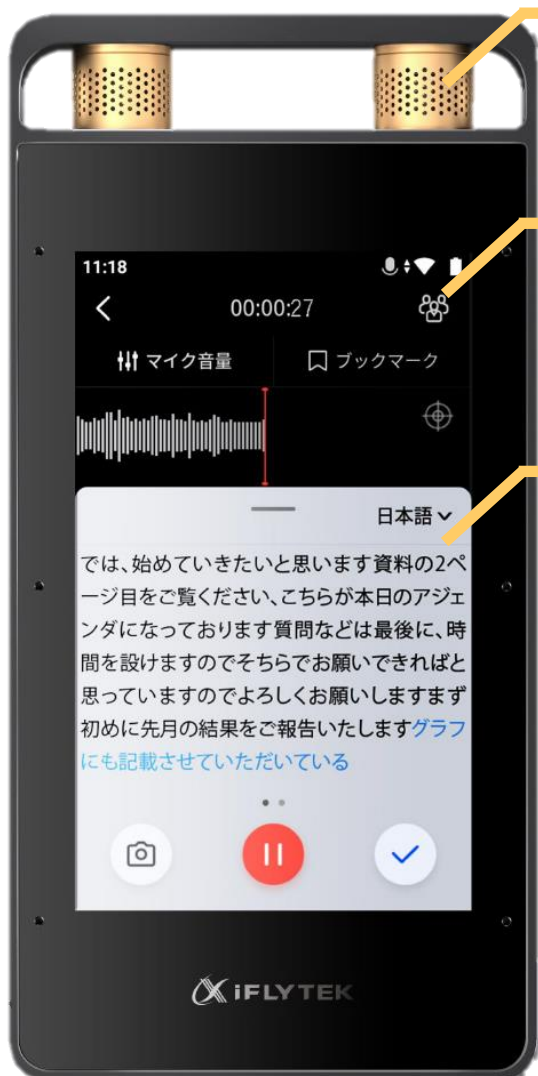 11:18
00:00:27
マイク音量
ブックマーク
日本語
では、始めていきたいと思います資料の2ペ
ージ目をご覧ください、こちらが本日のアジェ
ンダになっております質問などは最後に、時
間を設けますのでそちらでお願いできればと
思っていますのでよろしくお願いしますまず
初めに先月の結果をご報告いたしますグラフ
にも記載させていただいている
iFLYTEK